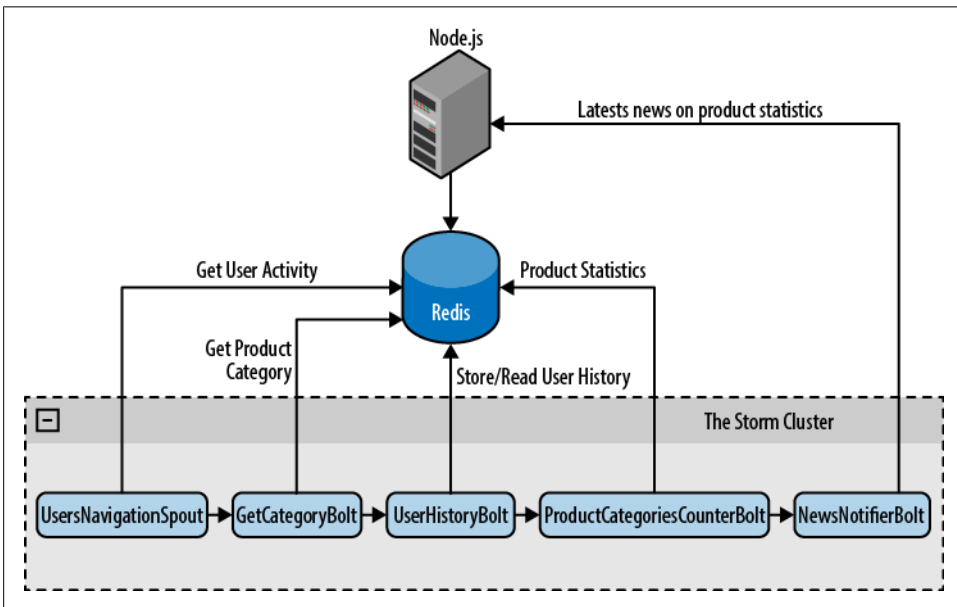 Node.js
Latests news on product statistics
Get User Activity
Product Statistics
Redis
Get Product
Category
Store/Read User History
The Storm Cluster
UsersNavigationSpout
GetCategoryBolt
UserHistoryBolt
ProductCategoriesCounterBolt
NewsNotifierBolt